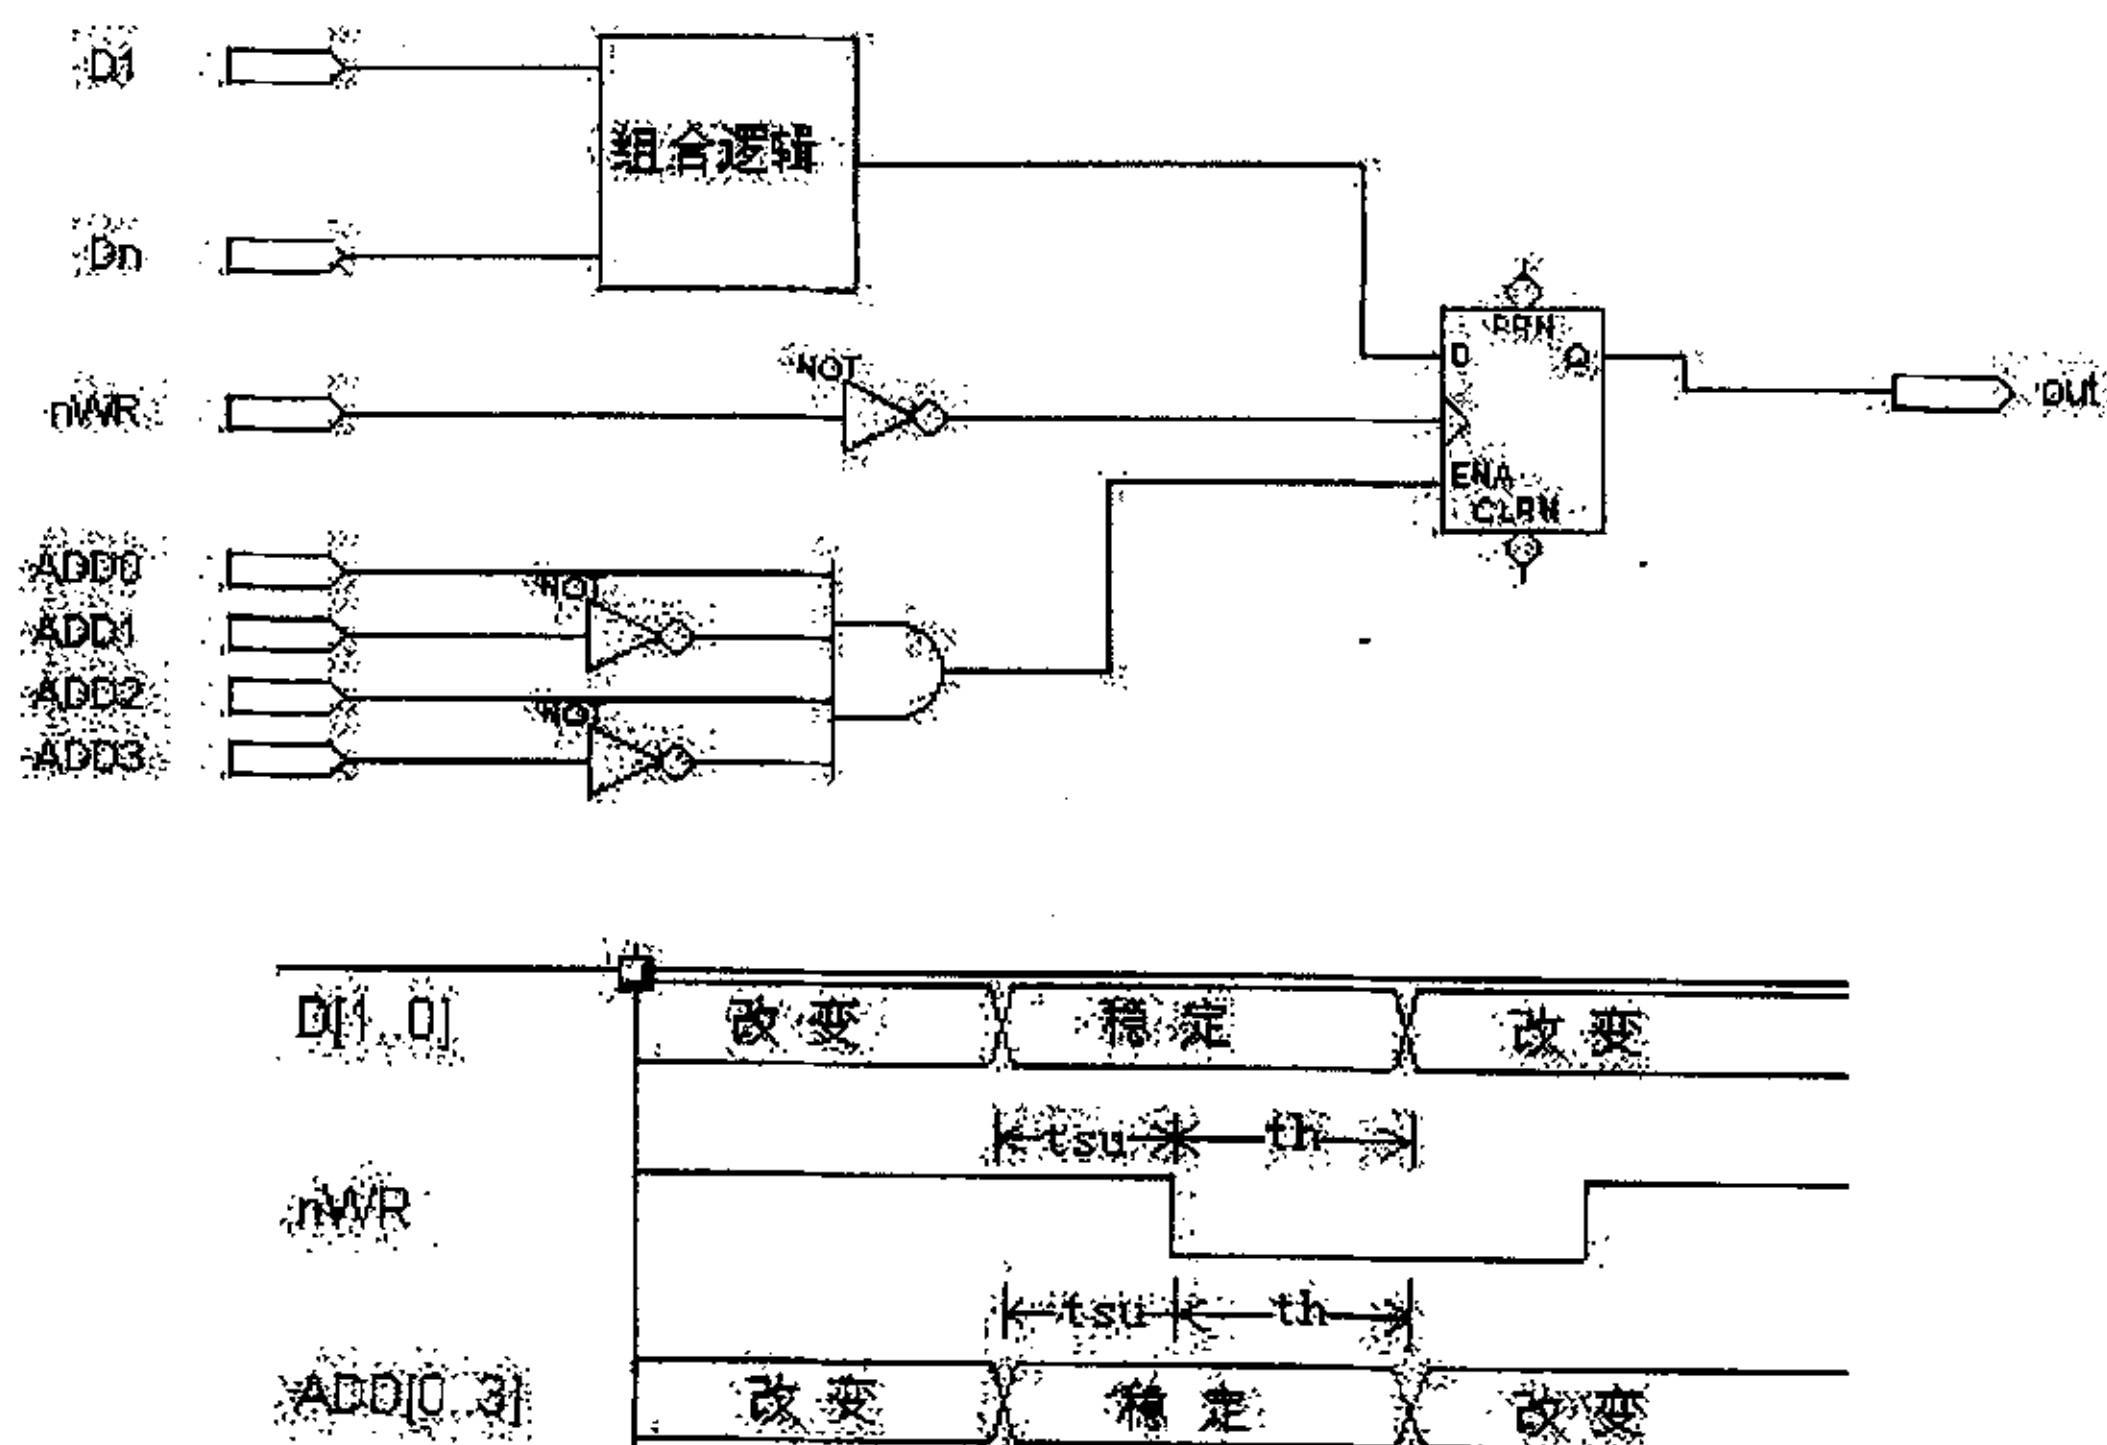 D1
组合逻辑
Dn
NOT
nWR
PRN
D Q
out
ENA
CLRN
ADD0
NOT
ADD1
ADD2
NOT
ADD3
D[1..0] 改变 稳定 改变
tsu th
nWR
tsu th
ADD[0..3] 改变 稳定 改变